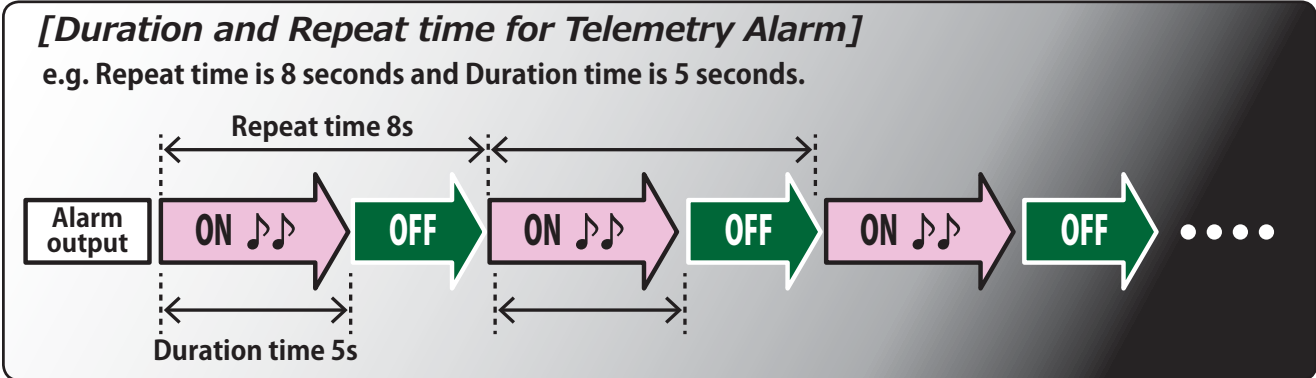 [Duration and Repeat time for Telemetry Alarm]
e.g. Repeat time is 8 seconds and Duration time is 5 seconds.
Repeat time 8s
Alarm
output
ON ♪♪
OFF
ON ♪♪
OFF
ON ♪♪
OFF
Duration time 5s